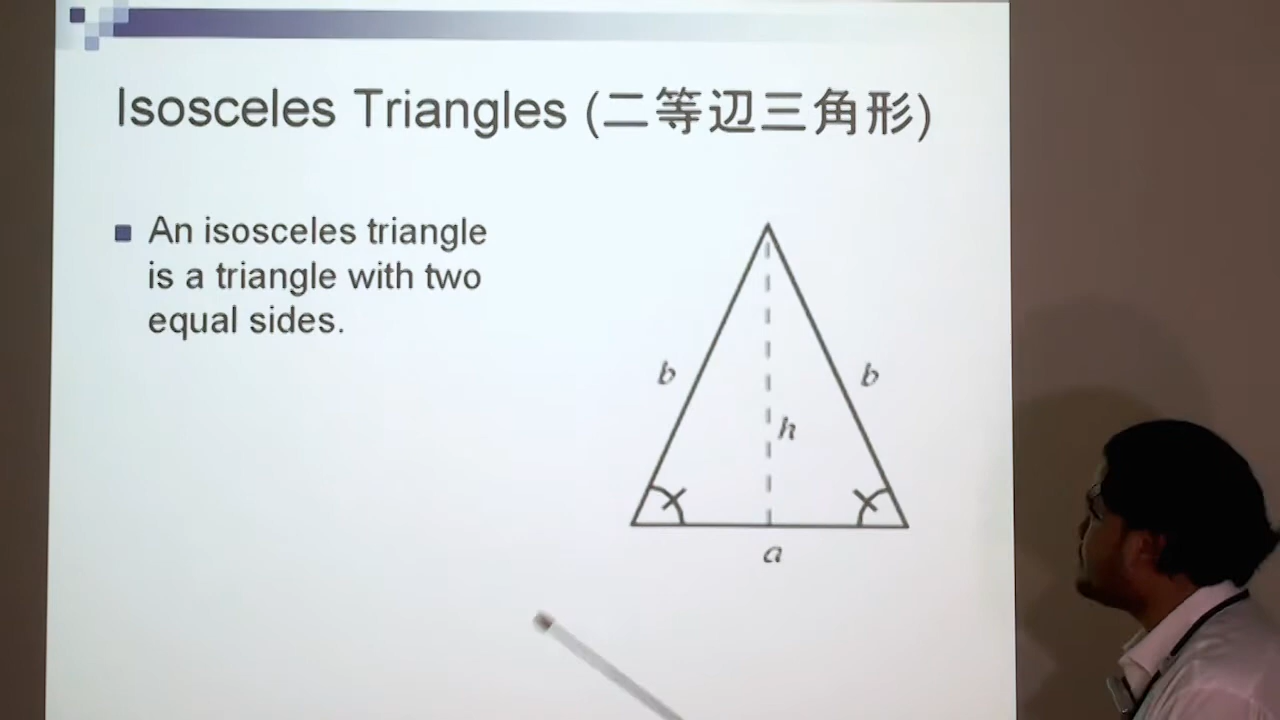 Isosceles Triangles (二等辺三角形)
An isosceles triangle
is a triangle with two
equal sides.
b
b
h
a